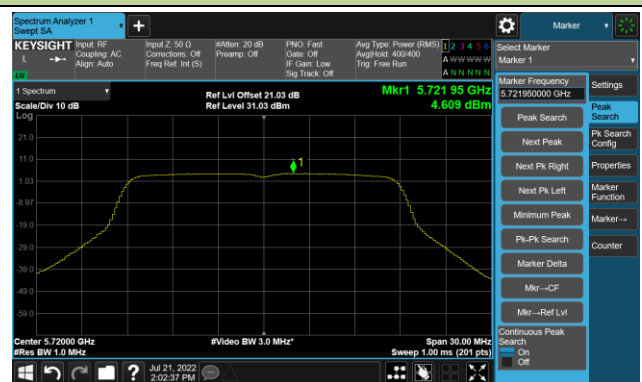 Spectrum Analyzer 1
Swept SA
+
Marker
KEYSIGHT
L
LW
Input: RF
Coupling: AC
Align: Auto
Input Z: 50 Ω
Corrections: Off
Freq Ref: Int (S)
#Atten: 20 dB
Preamp: Off
PNO: Fast
Gate: Off
IF Gain: Low
Sig Track: Off
Avg Type: Power (RMS)
Avg|Hold: 400/400
Trig: Free Run
1 2 3 4 5 6
A W W W W W
A N N N N N
Select Marker
Marker 1
1 Spectrum
Scale/Div 10 dB
Log
Ref Lvl Offset 21.03 dB
Ref Level 31.03 dBm
Mkr1 5.721 95 GHz
4.609 dBm
21.0
11.0
1.03
-8.97
-19.0
-29.0
-39.0
-49.0
-59.0
1
Center 5.72000 GHz
#Res BW 1.0 MHz
#Video BW 3.0 MHz*
Span 30.00 MHz
Sweep 1.00 ms (201 pts)
Marker Frequency
5.721950000 GHz
Peak Search
Next Peak
Next Pk Right
Next Pk Left
Minimum Peak
Pk-Pk Search
Marker Delta
Mkr→CF
Mkr→Ref Lvl
Continuous Peak
Search
On
Off
Settings
Peak
Search
Pk Search
Config
Properties
Marker
Function
Marker→
Counter
?
Jul 21, 2022
2:02:37 PM